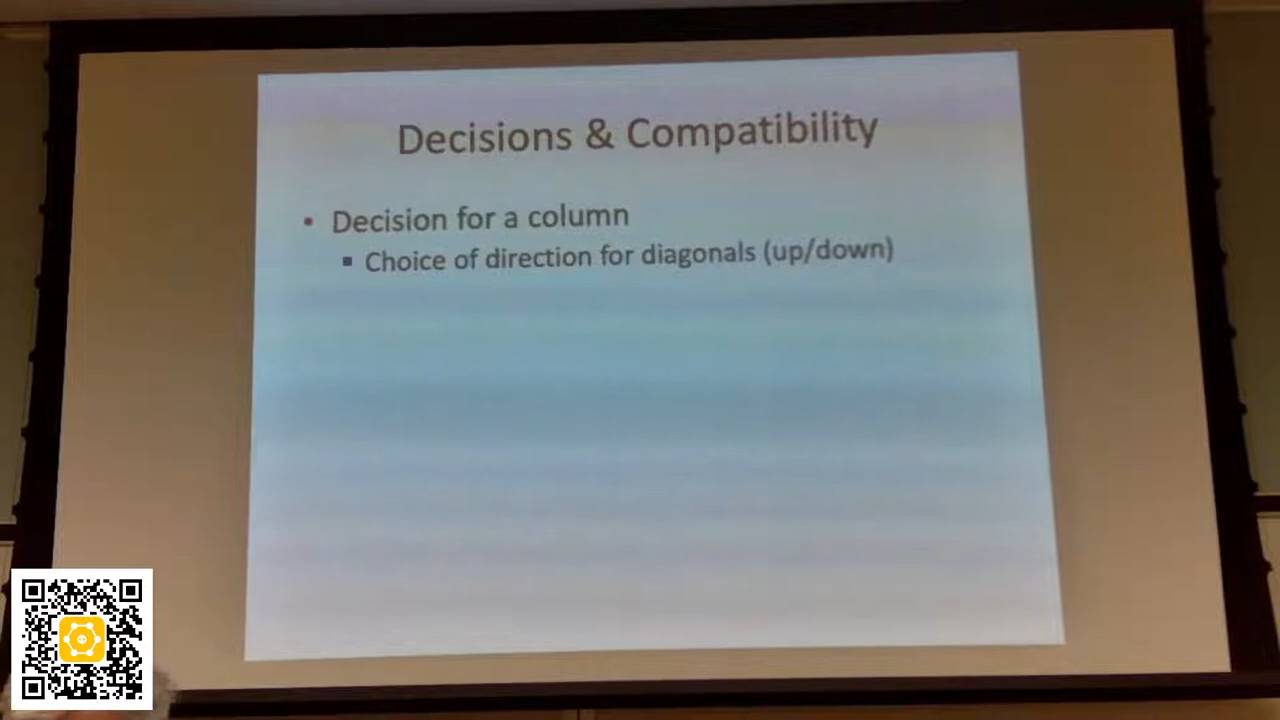 Decisions & Compatibility
• Decision for a column
▪ Choice of direction for diagonals (up/down)